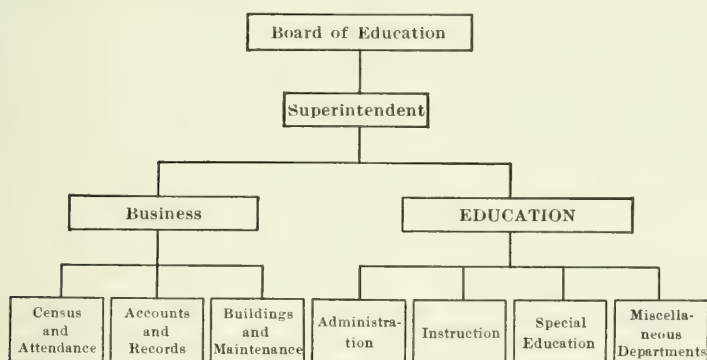 Board of Education
Superintendent
Business
EDUCATION
Census
and
Attendance
Accounts
and
Records
Buildings
and
Maintenance
Administra-
tion
Instruction
Special
Education
Miscella-
neous
Departments